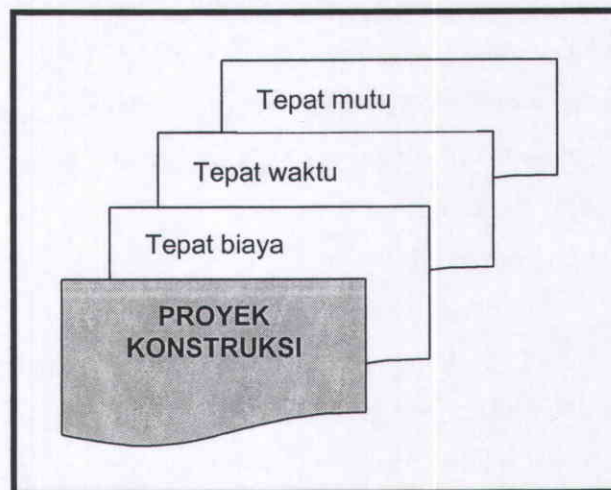 Tepat mutu
Tepat waktu
Tepat biaya
PROYEK
KONSTRUKSI